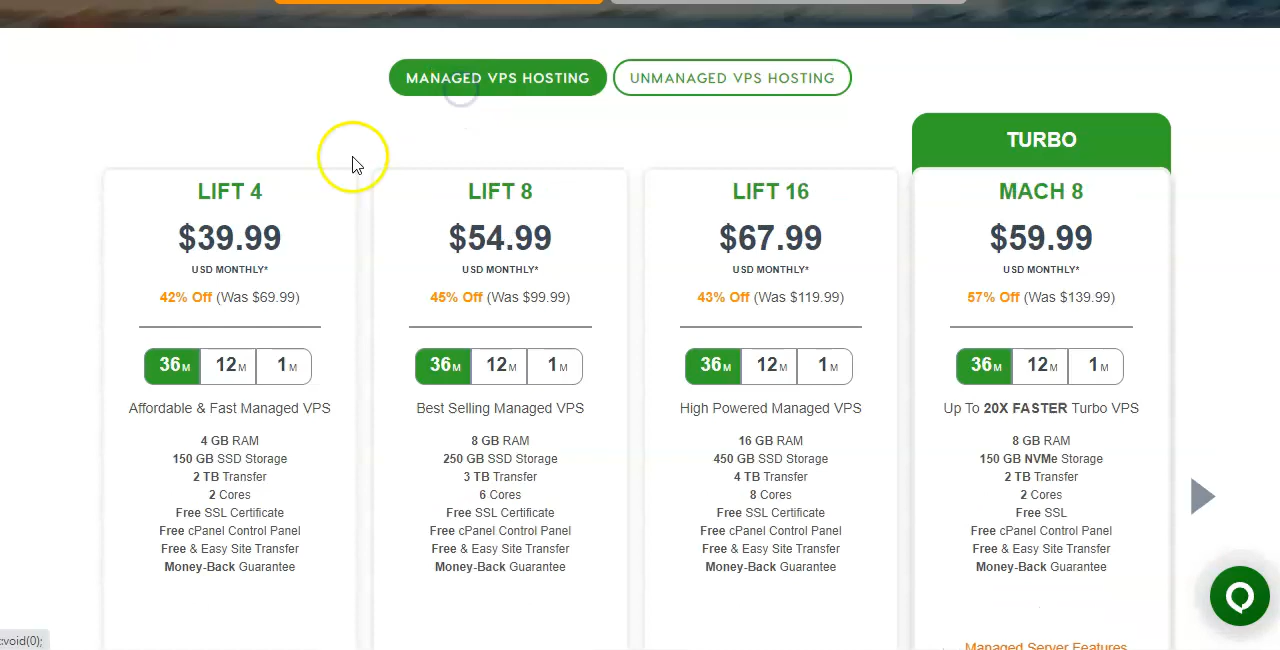 MANAGED VPS HOSTING
UNMANAGED VPS HOSTING
TURBO
LIFT 4
$39.99
USD MONTHLY*
42% Off (Was $69.99)
36M 12M 1M
Affordable & Fast Managed VPS
4 GB RAM
150 GB SSD Storage
2 TB Transfer
2 Cores
Free SSL Certificate
Free cPanel Control Panel
Free & Easy Site Transfer
Money-Back Guarantee
LIFT 8
$54.99
USD MONTHLY*
45% Off (Was $99.99)
36M 12M 1M
Best Selling Managed VPS
8 GB RAM
250 GB SSD Storage
3 TB Transfer
6 Cores
Free SSL Certificate
Free cPanel Control Panel
Free & Easy Site Transfer
Money-Back Guarantee
LIFT 16
$67.99
USD MONTHLY*
43% Off (Was $119.99)
36M 12M 1M
High Powered Managed VPS
16 GB RAM
450 GB SSD Storage
4 TB Transfer
8 Cores
Free SSL Certificate
Free cPanel Control Panel
Free & Easy Site Transfer
Money-Back Guarantee
MACH 8
$59.99
USD MONTHLY*
57% Off (Was $139.99)
36M 12M 1M
Up To 20X FASTER Turbo VPS
8 GB RAM
150 GB NVMe Storage
2 TB Transfer
2 Cores
Free SSL
Free cPanel Control Panel
Free & Easy Site Transfer
Money-Back Guarantee
Managed Server Features
:void(0);